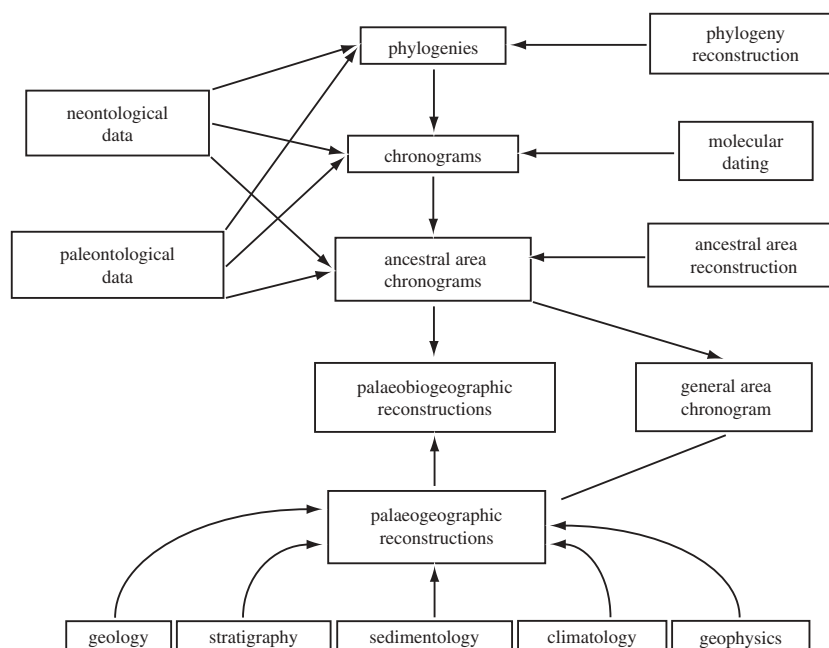 phylogenies
phylogeny
reconstruction
neontological
data
chronograms
molecular
dating
paleontological
data
ancestral area
chronograms
ancestral area
reconstruction
palaeobiogeographic
reconstructions
general area
chronogram
palaeogeographic
reconstructions
geology
stratigraphy
sedimentology
climatology
geophysics